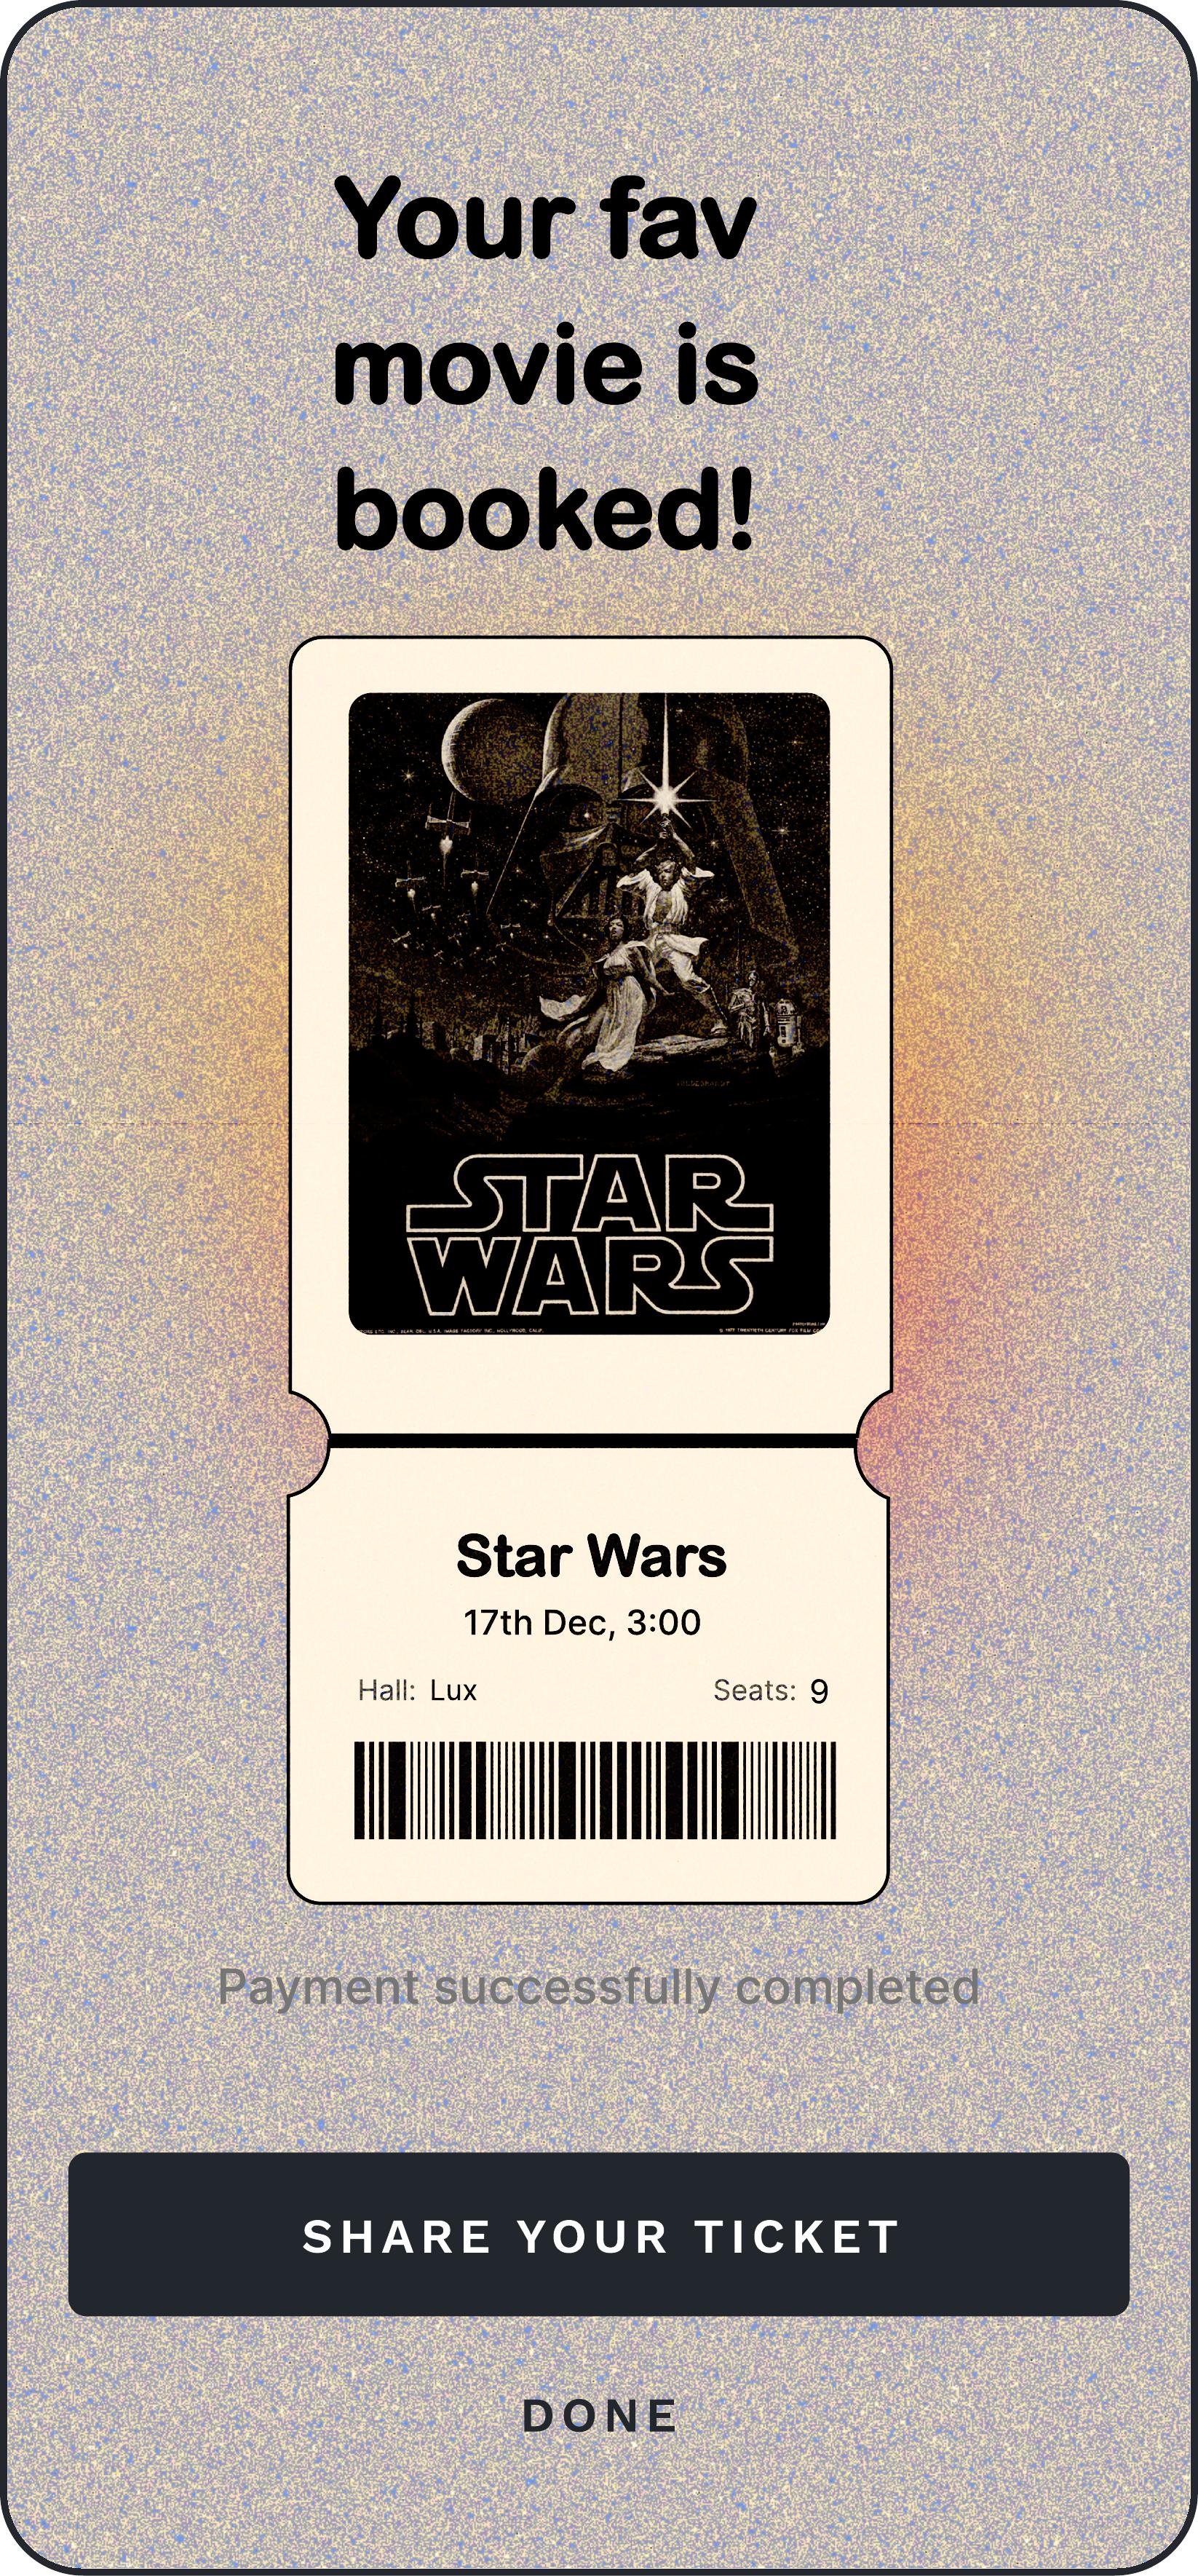 Your fav
movie is
booked!
STAR
WARS
Star Wars
17th Dec, 3:00
Hall: Lux Seats: 9
Payment successfully completed
SHARE YOUR TICKET
DONE